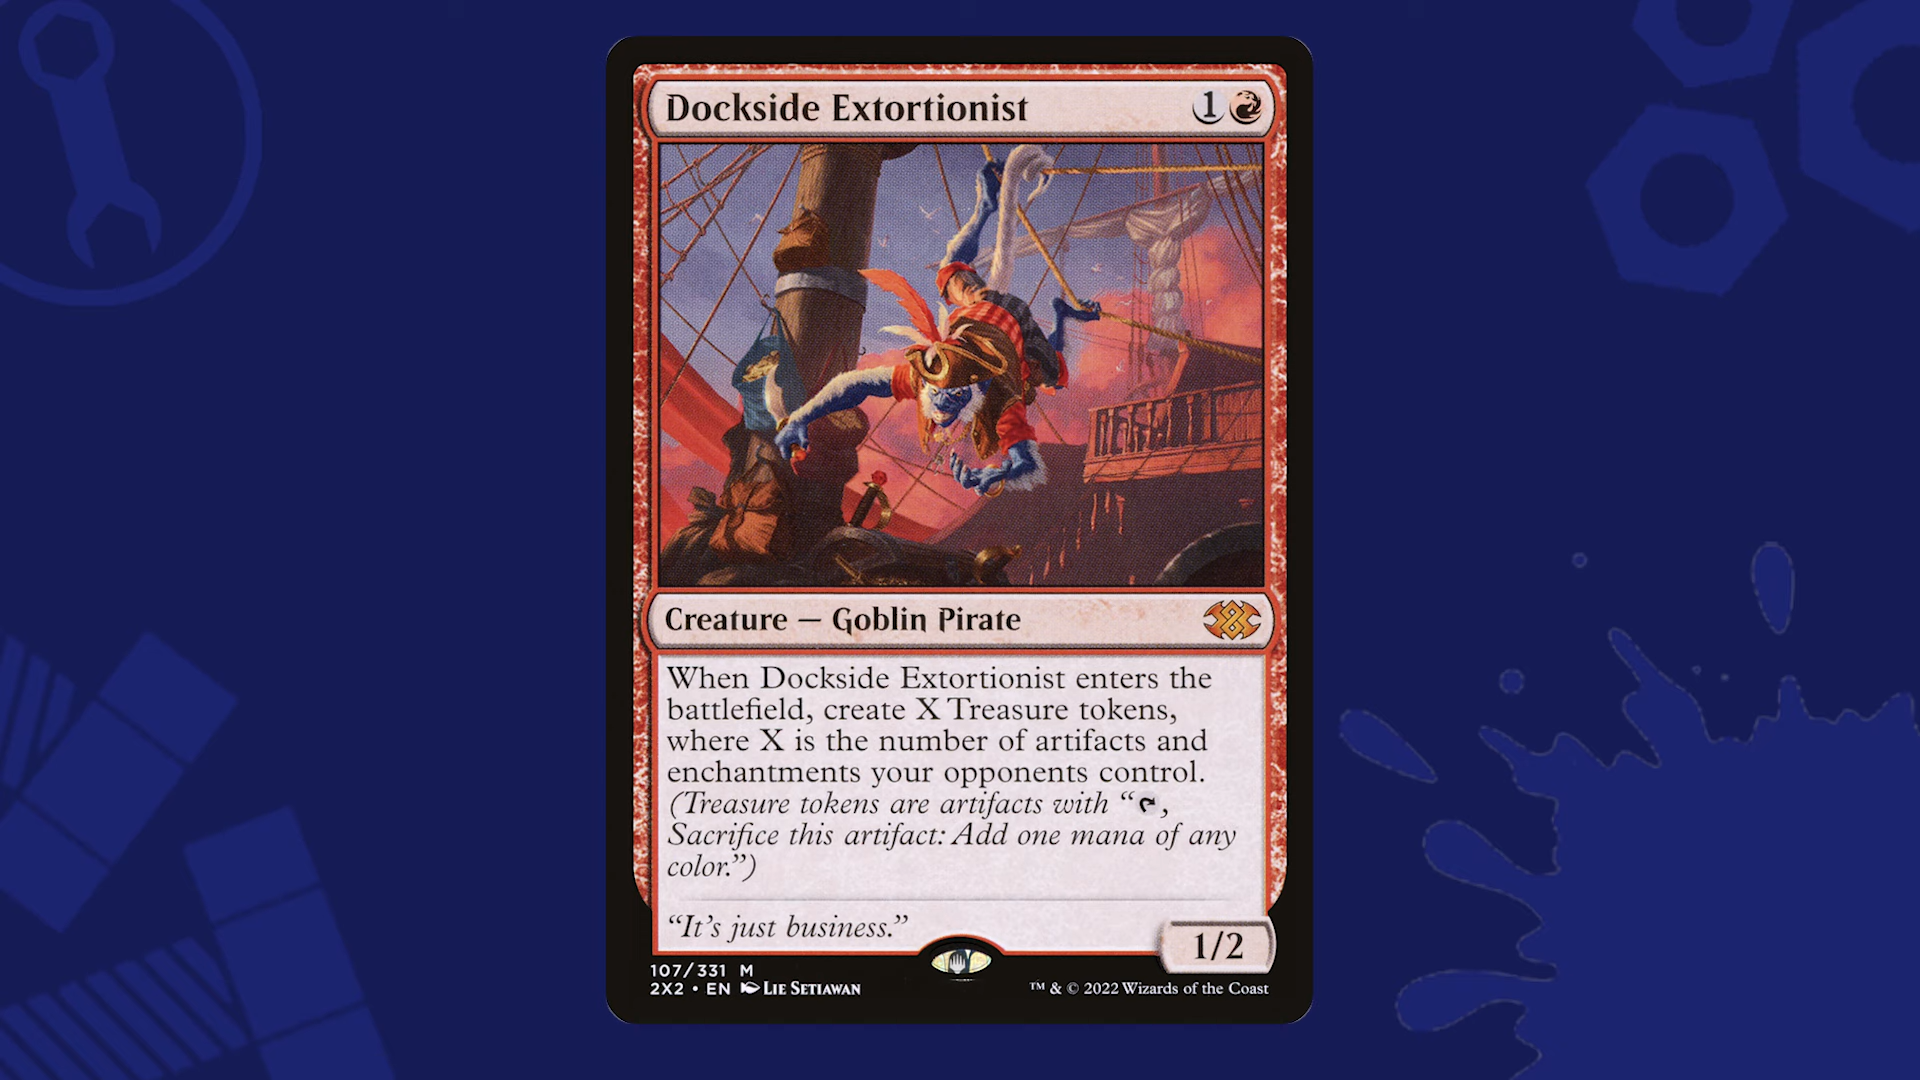 Dockside Extortionist 1
Creature — Goblin Pirate
When Dockside Extortionist enters the
battlefield, create X Treasure tokens,
where X is the number of artifacts and
enchantments your opponents control.
(Treasure tokens are artifacts with “,
Sacrifice this artifact: Add one mana of any
color.”)
“It’s just business.”
1/2
107/331 M
2X2 • EN Lie Setiawan
™ & © 2022 Wizards of the Coast